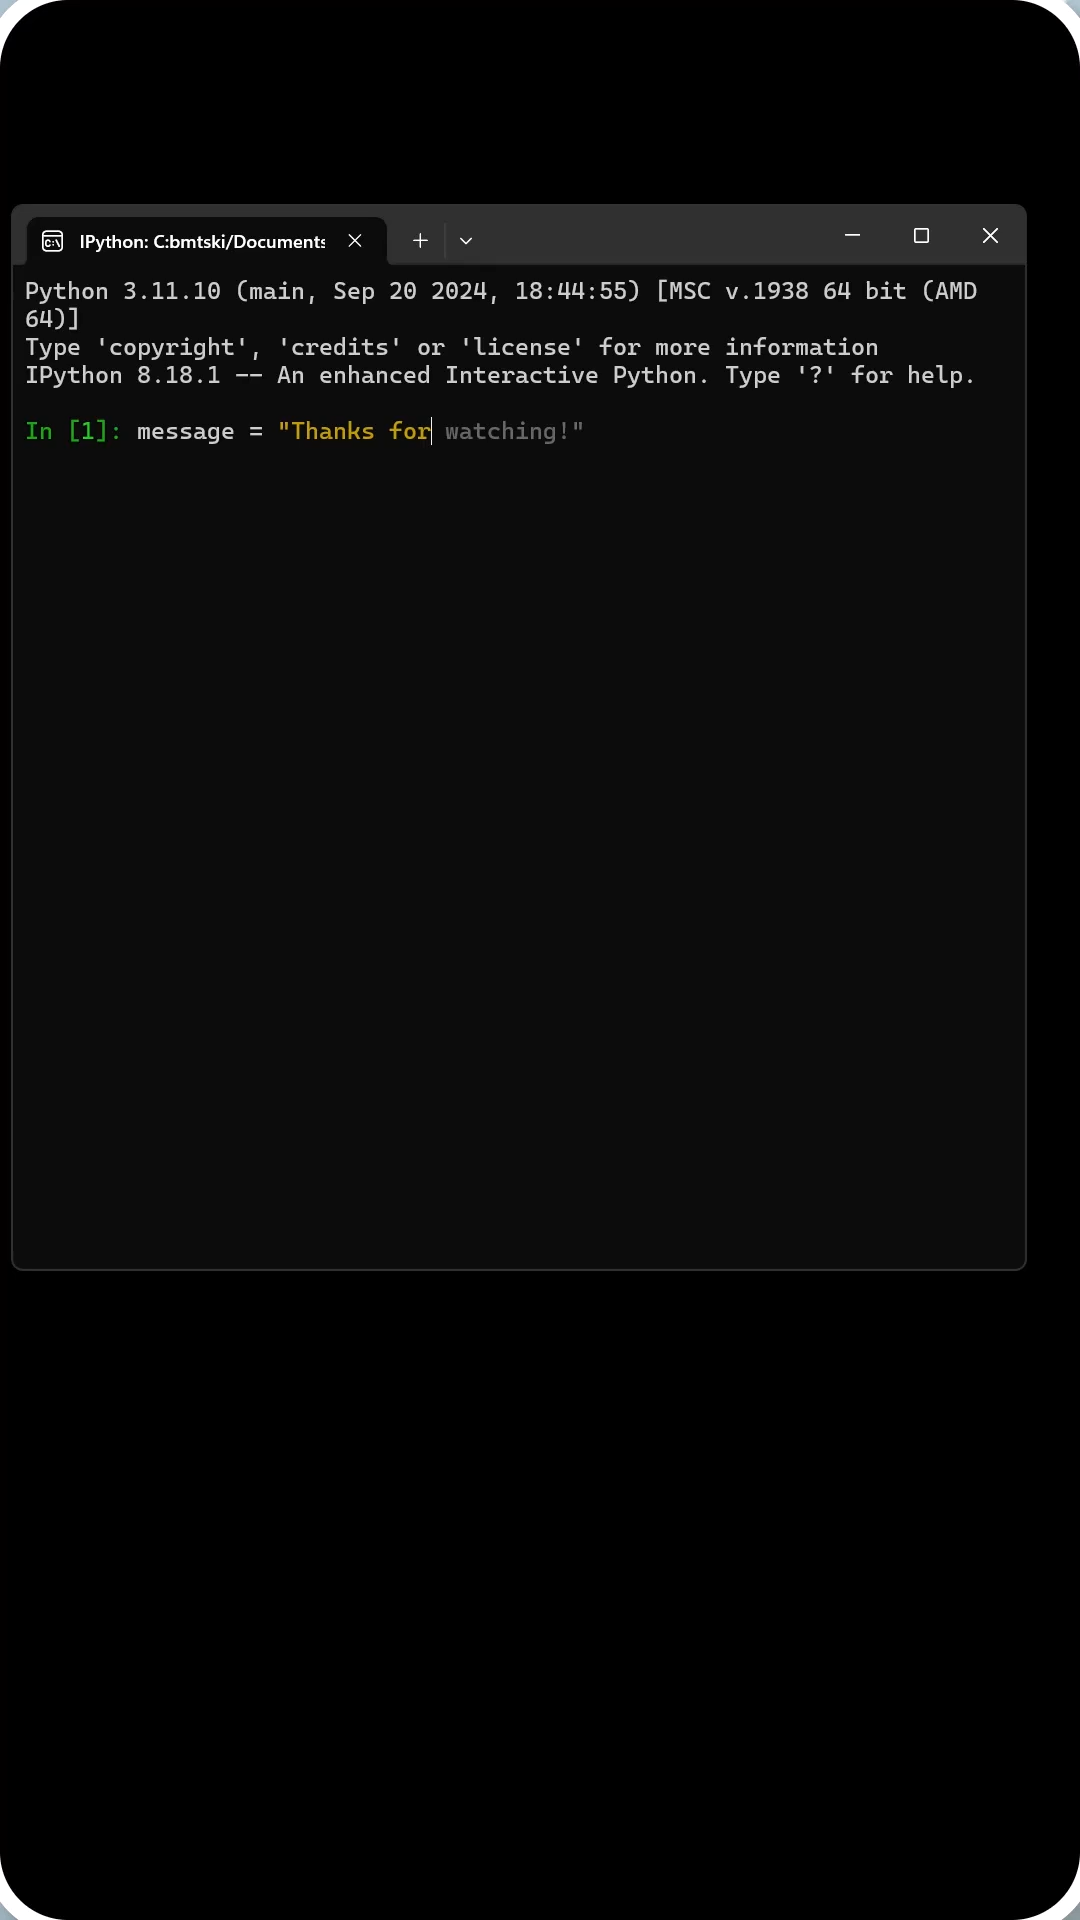 IPython: C:bmtski/Documents
Python 3.11.10 (main, Sep 20 2024, 18:44:55) [MSC v.1938 64 bit (AMD
64)]
Type 'copyright', 'credits' or 'license' for more information
IPython 8.18.1 -- An enhanced Interactive Python. Type '?' for help.
In [1]: message = "Thanks for watching!"